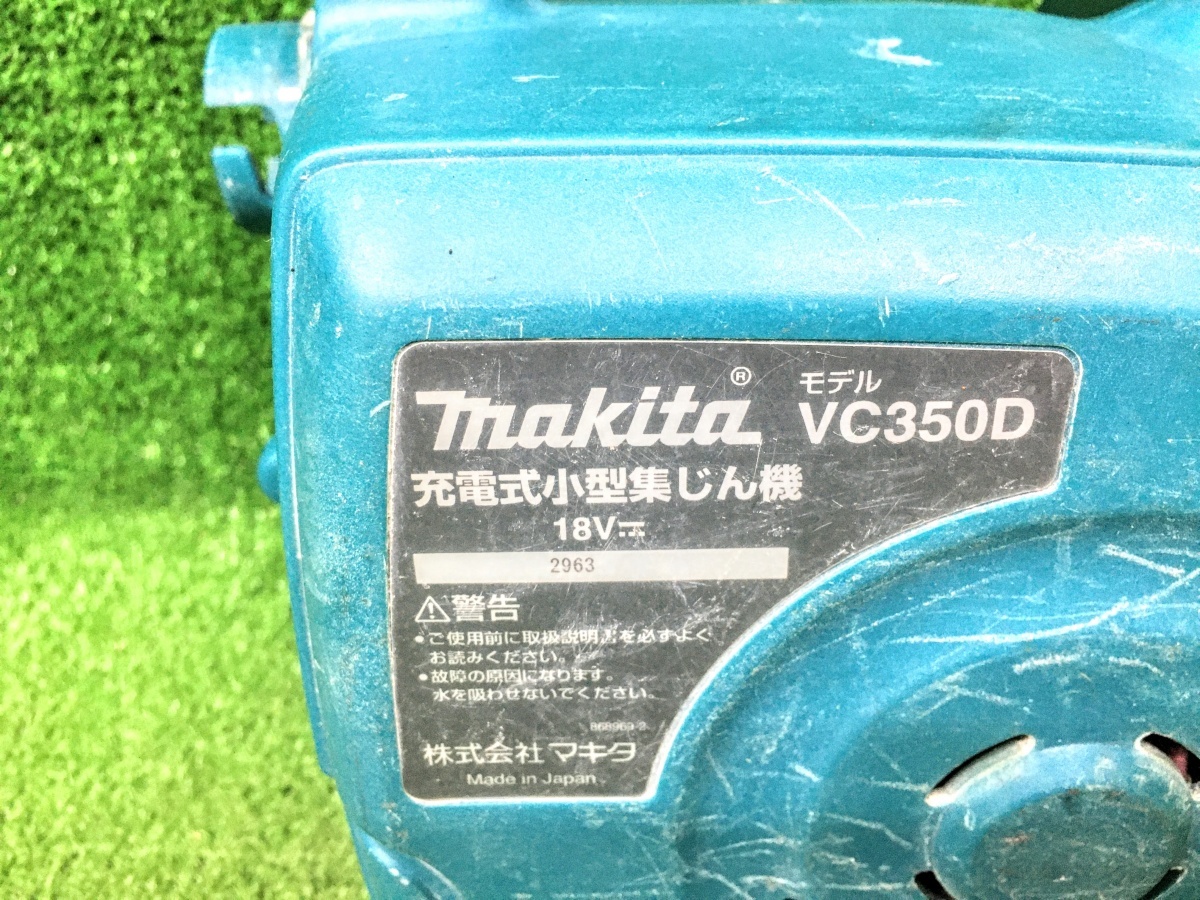 makita® モデル
VC350D
充電式小型集じん機
18V⎓
2963
⚠警告
•ご使用前に取扱説明書を必ずよく
お読みください。
•故障の原因になります。
水を吸わせないでください。
868969-2
株式会社 マキタ
Made in Japan